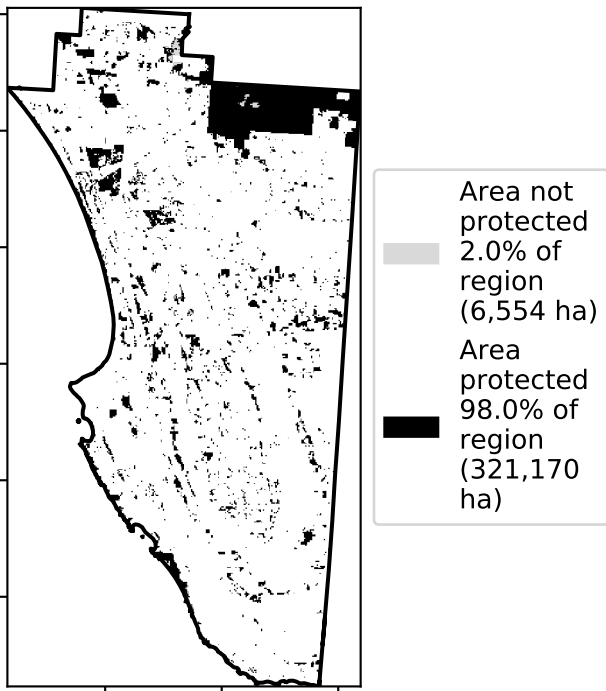 Area not
protected
2.0% of
region
(6,554 ha)
Area
protected
98.0% of
region
(321,170
ha)